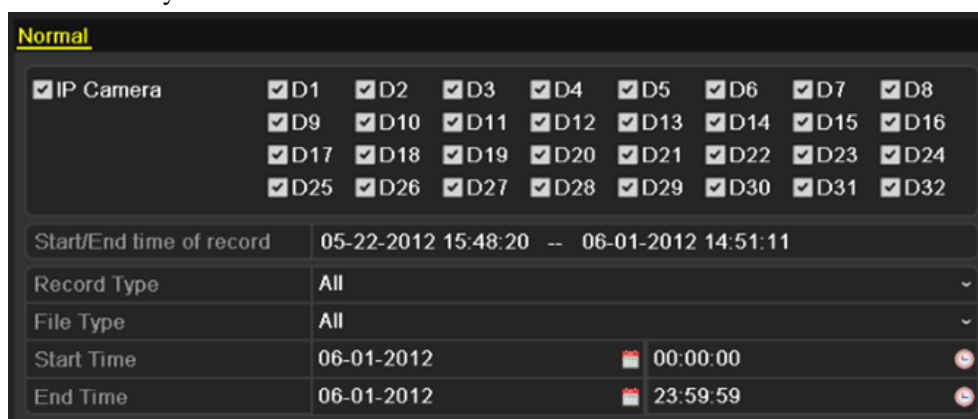 Normal
IP Camera D1 D2 D3 D4 D5 D6 D7 D8
D9 D10 D11 D12 D13 D14 D15 D16
D17 D18 D19 D20 D21 D22 D23 D24
D25 D26 D27 D28 D29 D30 D31 D32
Start/End time of record 05-22-2012 15:48:20 -- 06-01-2012 14:51:11
Record Type All
File Type All
Start Time 06-01-2012 00:00:00
End Time 06-01-2012 23:59:59